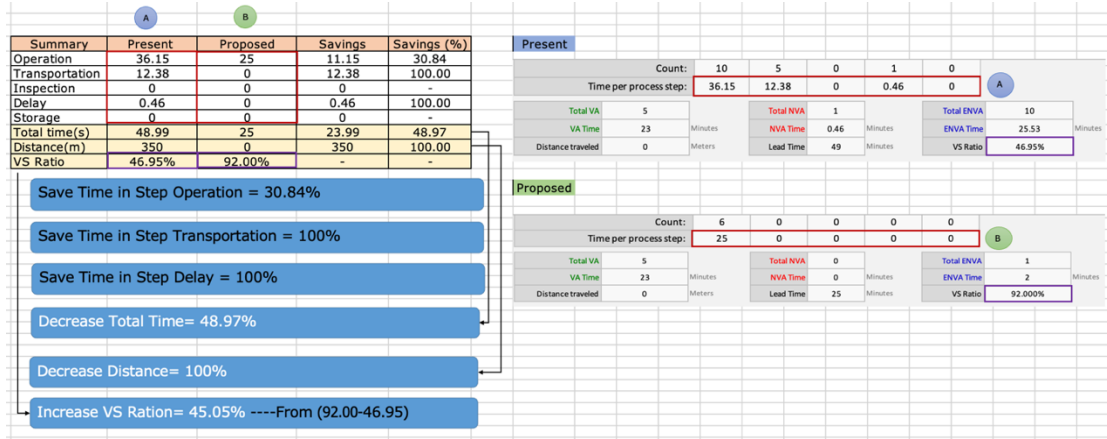 A B
Summary Present Proposed Savings Savings (%)
Operation 36.15 25 11.15 30.84
Transportation 12.38 0 12.38 100.00
Inspection 0 0 0 -
Delay 0.46 0 0.46 100.00
Storage 0 0 0 -
Total time(s) 48.99 25 23.99 48.97
Distance(m) 350 0 350 100.00
VS Ratio 46.95% 92.00% - -
Save Time in Step Operation = 30.84%
Save Time in Step Transportation = 100%
Save Time in Step Delay = 100%
Decrease Total Time= 48.97%
Decrease Distance= 100%
Increase VS Ration= 45.05% ----From (92.00-46.95)
Present
Count: 10 5 0 1 0
Time per process step: 36.15 12.38 0 0.46 0 A
Total VA 5 Total NVA 1 Total ENVA 10
VA Time 23 Minutes NVA Time 0.46 Minutes ENVA Time 25.53 Minutes
Distance traveled 0 Meters Lead Time 49 Minutes VS Ratio 46.95%
Proposed
Count: 6 0 0 0 0
Time per process step: 25 0 0 0 0 B
Total VA 5 Total NVA 0 Total ENVA 1
VA Time 23 Minutes NVA Time 0 Minutes ENVA Time 2 Minutes
Distance traveled 0 Meters Lead Time 25 Minutes VS Ratio 92.000%